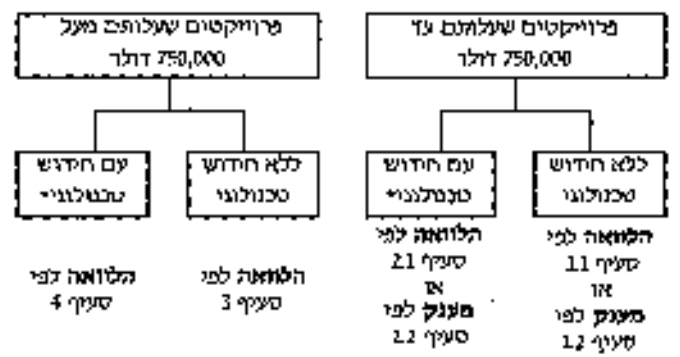 פרוייקטים שעלותם עד
750,000 דולר
ללא חידוש
טכנולוגי
הלוואה לפי
סעיף 1.1
או
מענק לפי
סעיף 1.2
עם חידוש
טכנולוגי*
הלוואה לפי
סעיף 2.1
או
מענק לפי
סעיף 2.2
פרוייקטים שעלותם מעל
750,000 דולר
ללא חידוש
טכנולוגי
הלוואה לפי
סעיף 3
עם חידוש
טכנולוגי*
הלוואה לפי
סעיף 4